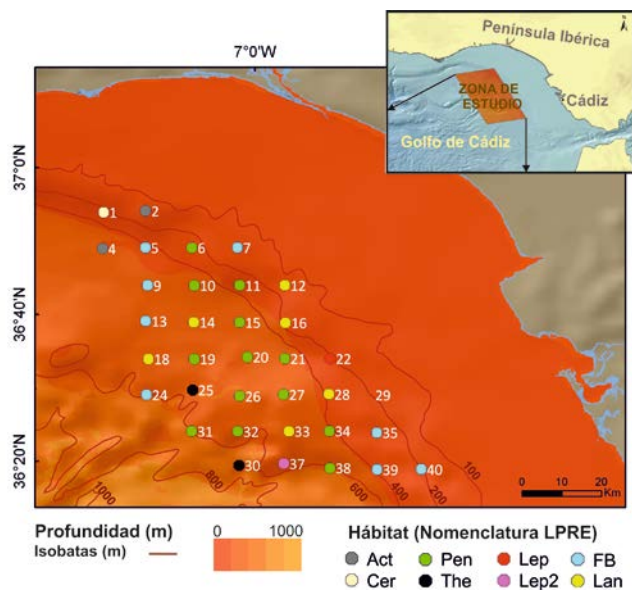 7°0'W
Península Ibérica
N
ZONA DE
ESTUDIO
Cádiz
Golfo de Cádiz
37°0'N
36°40'N
36°20'N
1 2
4 5 6 7
9 10 11 12
13 14 15 16
18 19 20 21 22
24 25 26 27 28 29
31 32 33 34 35
30 37 38 39 40
1000 800 600 400 200 100
0 10 20
Km
Profundidad (m)
Isobatas (m)
0 1000
Hábitat (Nomenclatura LPRE)
Act Pen Lep FB
Cer The Lep2 Lan